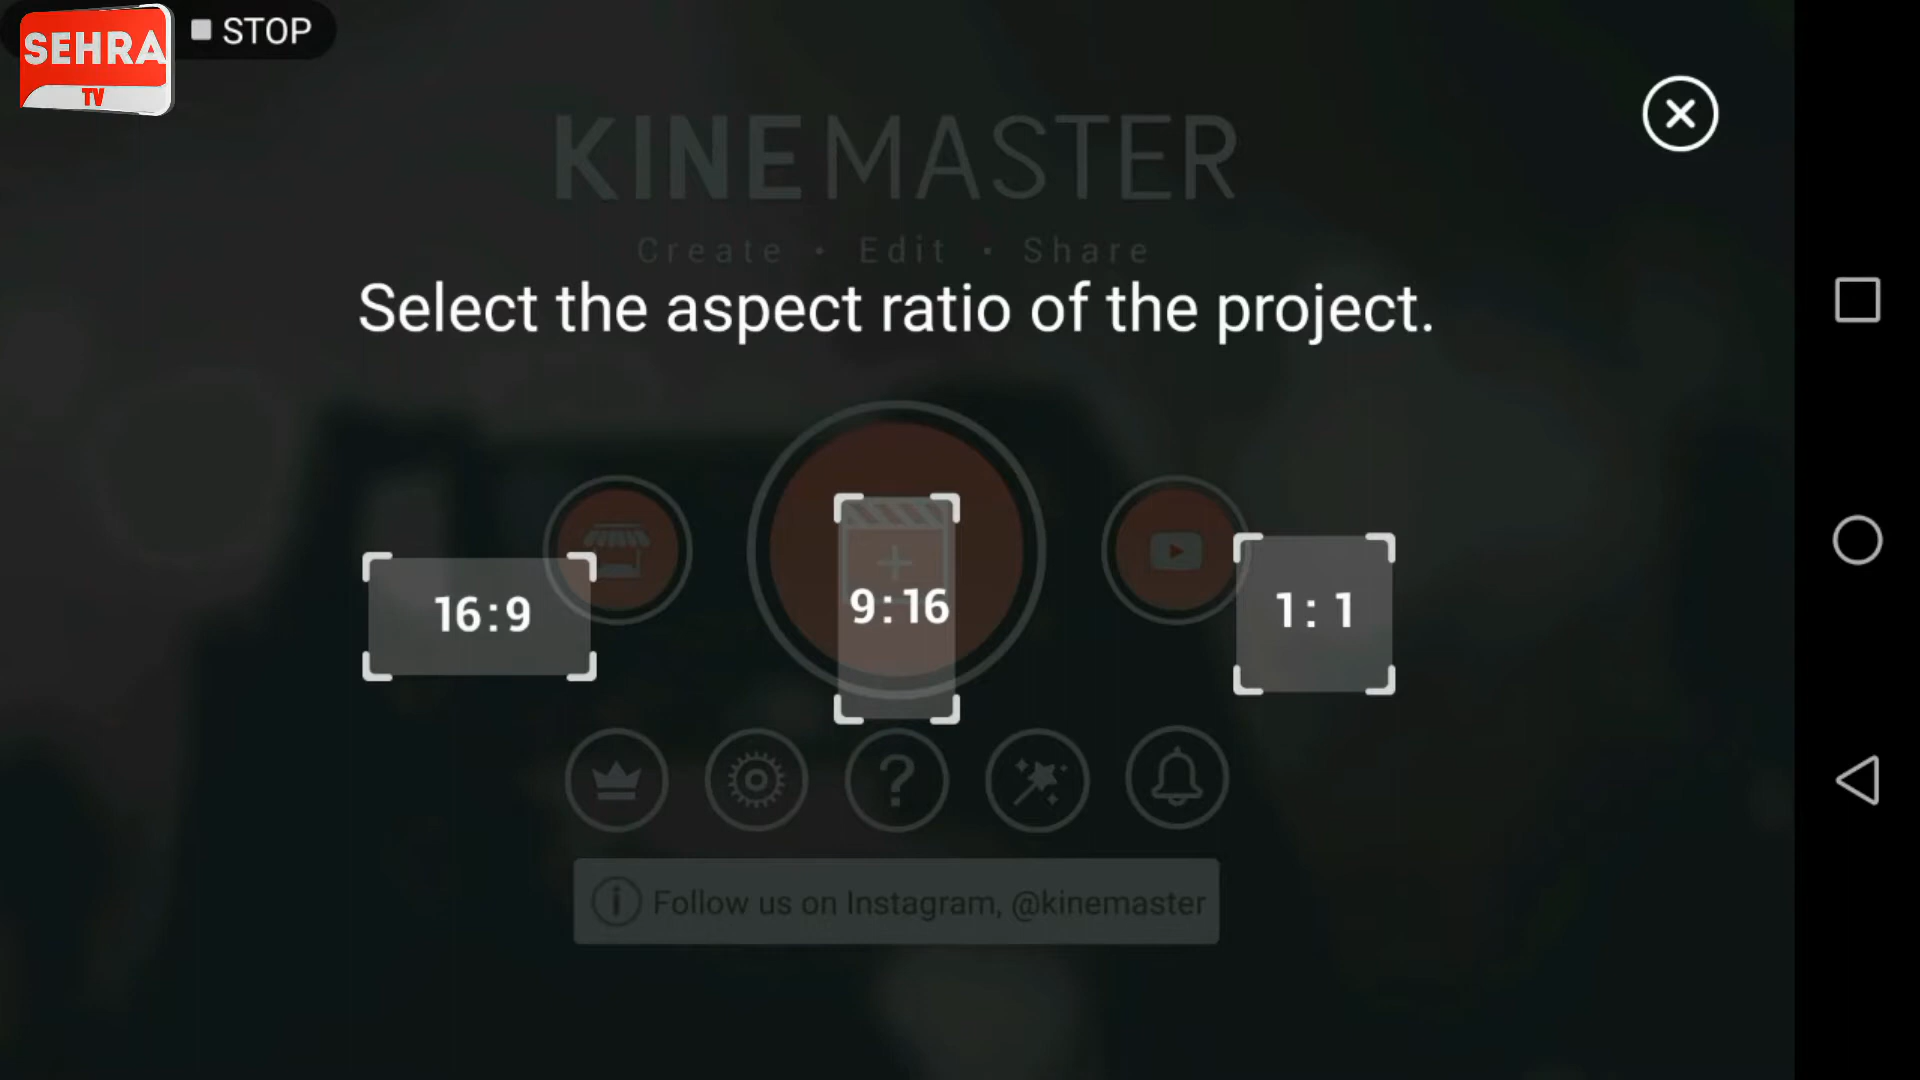 SEHRA
TV
STOP
KINEMASTER
Create • Edit • Share
Select the aspect ratio of the project.
16:9
9:16
1:1
?
Follow us on Instagram, @kinemaster